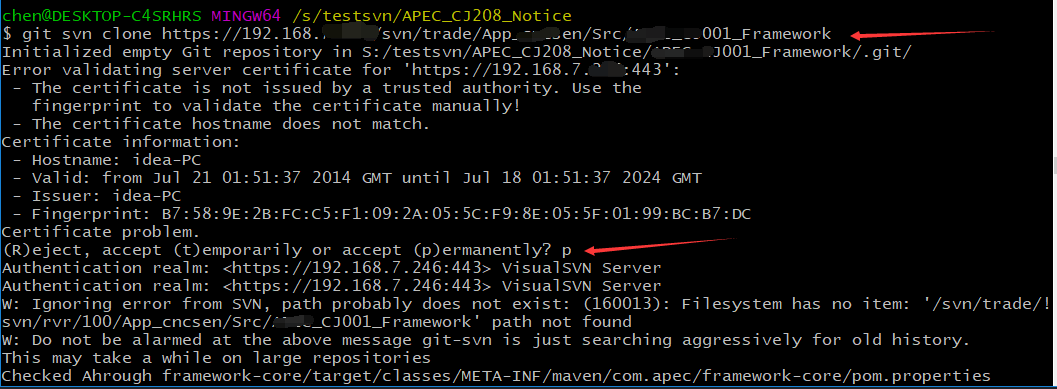 chen@DESKTOP-C4SRHRS MINGW64 /s/testsvn/APEC_CJ208_Notice
$ git svn clone https://192.168. /svn/trade/App_ sen/Src/ 001_Framework
Initialized empty Git repository in S:/testsvn/APEC_CJ208_Notice/ J001_Framework/.git/
Error validating server certificate for 'https://192.168.7. :443':
- The certificate is not issued by a trusted authority. Use the
fingerprint to validate the certificate manually!
- The certificate hostname does not match.
Certificate information:
- Hostname: idea-PC
- Valid: from Jul 21 01:51:37 2014 GMT until Jul 18 01:51:37 2024 GMT
- Issuer: idea-PC
- Fingerprint: B7:58:9E:2B:FC:C5:F1:09:2A:05:5C:F9:8E:05:5F:01:99:BC:B7:DC
Certificate problem.
(R)eject, accept (t)emporarily or accept (p)ermanently? p
Authentication realm: <https://192.168.7.246:443> VisualSVN Server
Authentication realm: <https://192.168.7.246:443> VisualSVN Server
W: Ignoring error from SVN, path probably does not exist: (160013): Filesystem has no item: '/svn/trade/!
svn/rvr/100/App_cncsen/Src/ _CJ001_Framework' path not found
W: Do not be alarmed at the above message git-svn is just searching aggressively for old history.
This may take a while on large repositories
Checked Ahrough framework-core/target/classes/META-INF/maven/com.apec/framework-core/pom.properties